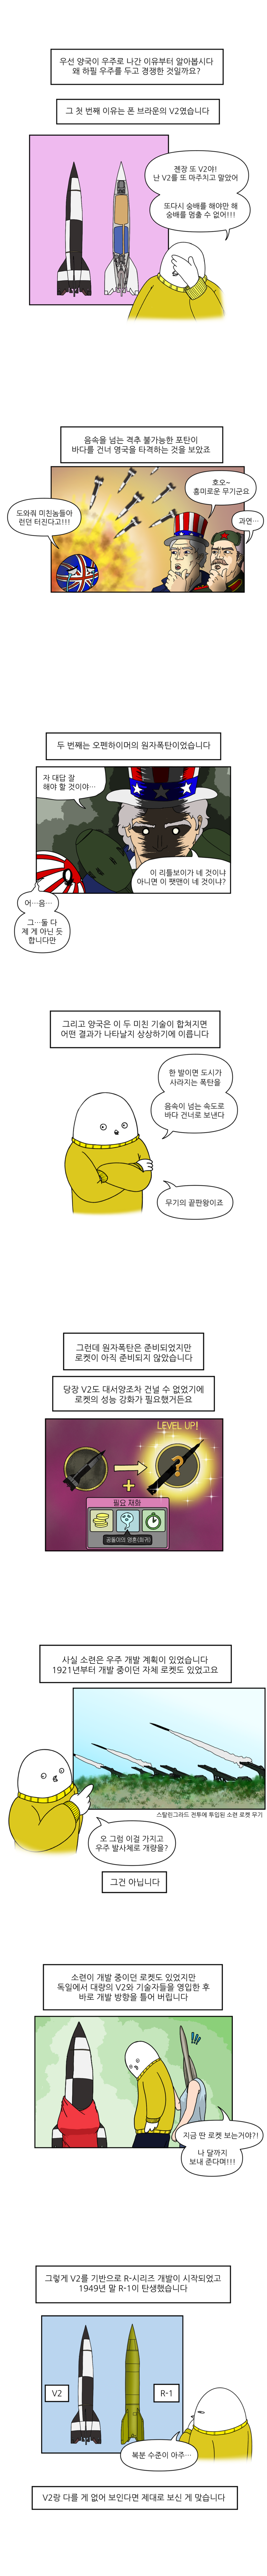 우선 양국이 우주로 나간 이유부터 알아봅시다
왜 하필 우주를 두고 경쟁한 것일까요?
그 첫 번째 이유는 폰 브라운의 V2였습니다
젠장 또 V2야!
난 V2를 또 마주치고 말았어
또다시 숭배를 해야만 해
숭배를 멈출 수 없어!!!
음속을 넘는 격추 불가능한 포탄이
바다를 건너 영국을 타격하는 것을 보았죠
호오~
흥미로운 무기군요
과연…
도와줘 미친놈들아
런던 터진다고!!!
두 번째는 오펜하이머의 원자폭탄이었습니다
자 대답 잘
해야 할 것이야…
이 리틀보이가 네 것이냐
아니면 이 팻맨이 네 것이냐?
어…음…
그…둘 다
제 게 아닌 듯
합니다만
그리고 양국은 이 두 미친 기술이 합쳐지면
어떤 결과가 나타날지 상상하기에 이릅니다
한 발이면 도시가
사라지는 폭탄을
음속이 넘는 속도로
바다 건너로 보낸다
무기의 끝판왕이죠
그런데 원자폭탄은 준비되었지만
로켓이 아직 준비되지 않았습니다
당장 V2도 대서양조차 건널 수 없었기에
로켓의 성능 강화가 필요했거든요
LEVEL UP!
?
필요 재화
공돌이의 영혼(희귀)
사실 소련은 우주 개발 계획이 있었습니다
1921년부터 개발 중이던 자체 로켓도 있었고요
스탈린그라드 전투에 투입된 소련 로켓 무기
오 그럼 이걸 가지고
우주 발사체로 개량을?
그건 아닙니다
소련이 개발 중이던 로켓도 있었지만
독일에서 대량의 V2와 기술자들을 영입한 후
바로 개발 방향을 틀어 버립니다
지금 딴 로켓 보는거야?!
나 달까지
보내 준다며!!!
그렇게 V2를 기반으로 R-시리즈 개발이 시작되었고
1949년 말 R-1이 탄생했습니다
V2
R-1
복분 수준이 아주…
V2랑 다를 게 없어 보인다면 제대로 보신 게 맞습니다